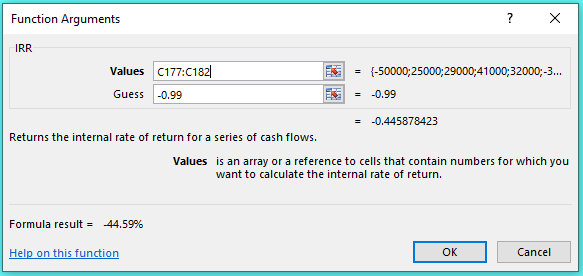 Function Arguments ? ×
IRR
Values C177:C182 = {-50000;25000;29000;41000;32000;-3...
Guess -0.99 = -0.99
= -0.445878423
Returns the internal rate of return for a series of cash flows.
Values is an array or a reference to cells that contain numbers for which you
want to calculate the internal rate of return.
Formula result = -44.59%
Help on this function OK Cancel